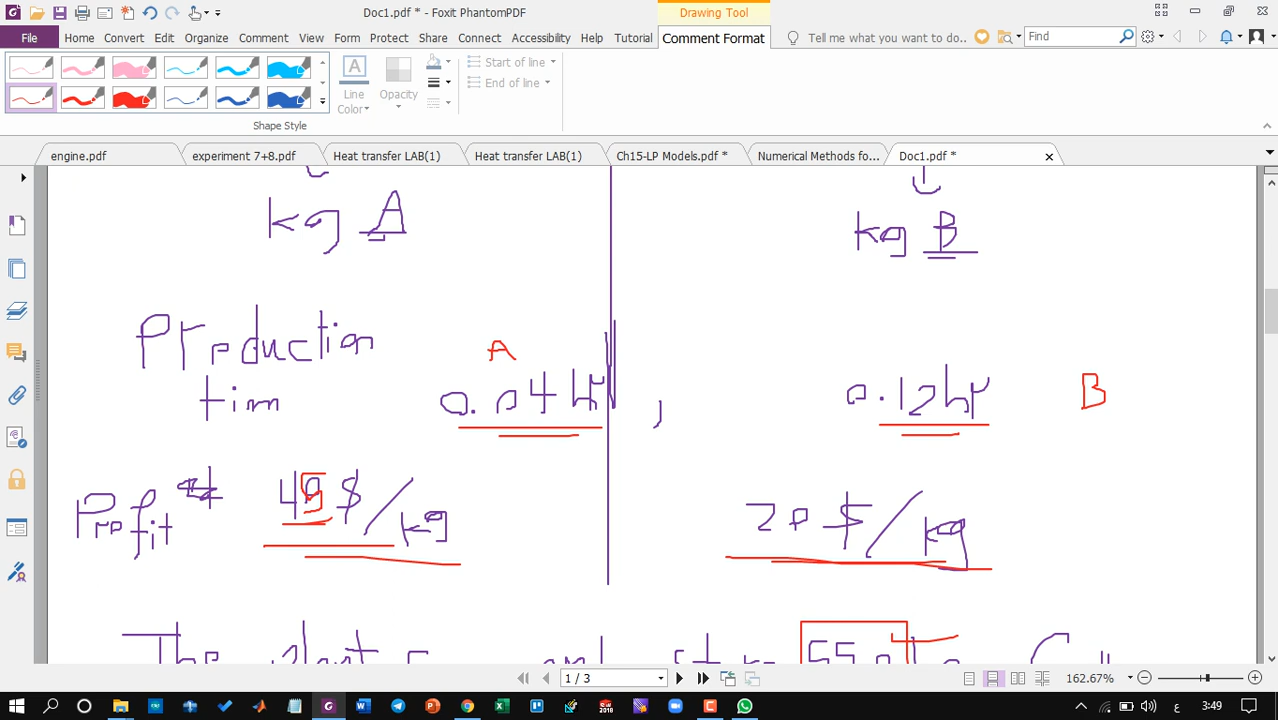 Doc1.pdf * - Foxit PhantomPDF
Drawing Tool
File Home Convert Edit Organize Comment View Form Protect Share Connect Accessibility Help Tutorial Comment Format Tell me what you want to do.. Find
Line Color
Opacity
Start of line
End of line
Shape Style
engine.pdf experiment 7+8.pdf Heat transfer LAB(1) Heat transfer LAB(1) Ch15-LP Models.pdf * Numerical Methods fo... Doc1.pdf *
kg A kg B
Production A
tim 0.04 hr , 0.12 hr B
Profit $/kg 20 $/kg
The plant
1 / 3 162.67%
ع 3:49